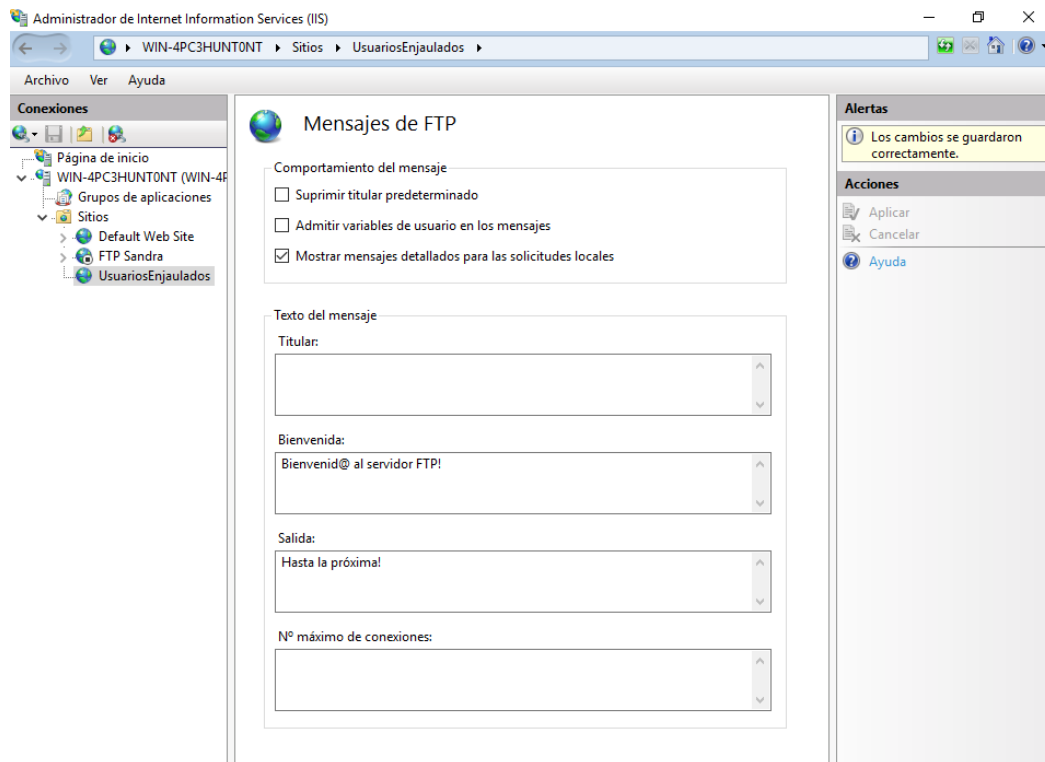 Administrador de Internet Information Services (IIS)
WIN-4PC3HUNT0NT Sitios UsuariosEnjaulados
Archivo Ver Ayuda
Conexiones
Página de inicio
WIN-4PC3HUNT0NT (WIN-4P
Grupos de aplicaciones
Sitios
Default Web Site
FTP Sandra
UsuariosEnjaulados
Mensajes de FTP
Comportamiento del mensaje
Suprimir titular predeterminado
Admitir variables de usuario en los mensajes
Mostrar mensajes detallados para las solicitudes locales
Texto del mensaje
Titular:
Bienvenida:
Bienvenid@ al servidor FTP!
Salida:
Hasta la próxima!
Nº máximo de conexiones:
Alertas
Los cambios se guardaron
correctamente.
Acciones
Aplicar
Cancelar
Ayuda